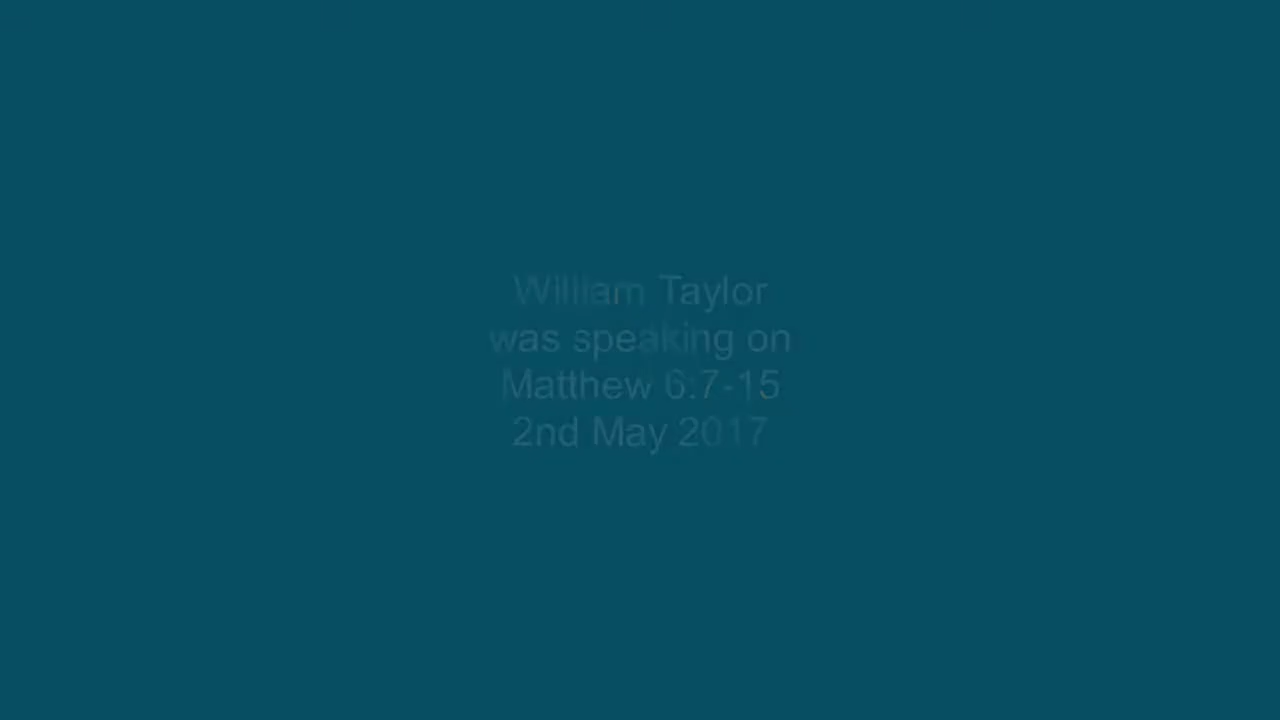 William Taylor
was speaking on
Matthew 6:7-15
2nd May 2017